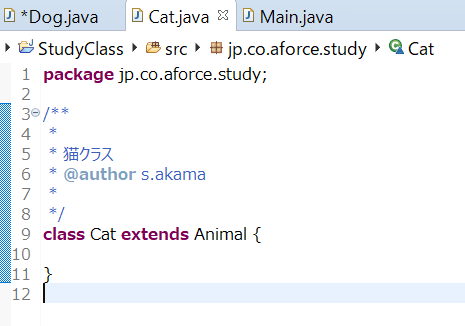 *Dog.java Cat.java Main.java
StudyClass src jp.co.aforce.study Cat
1 package jp.co.aforce.study;
2
3 /**
4 *
5 * 猫クラス
6 * @author s.akama
7 *
8 */
9 class Cat extends Animal {
10
11 }
12